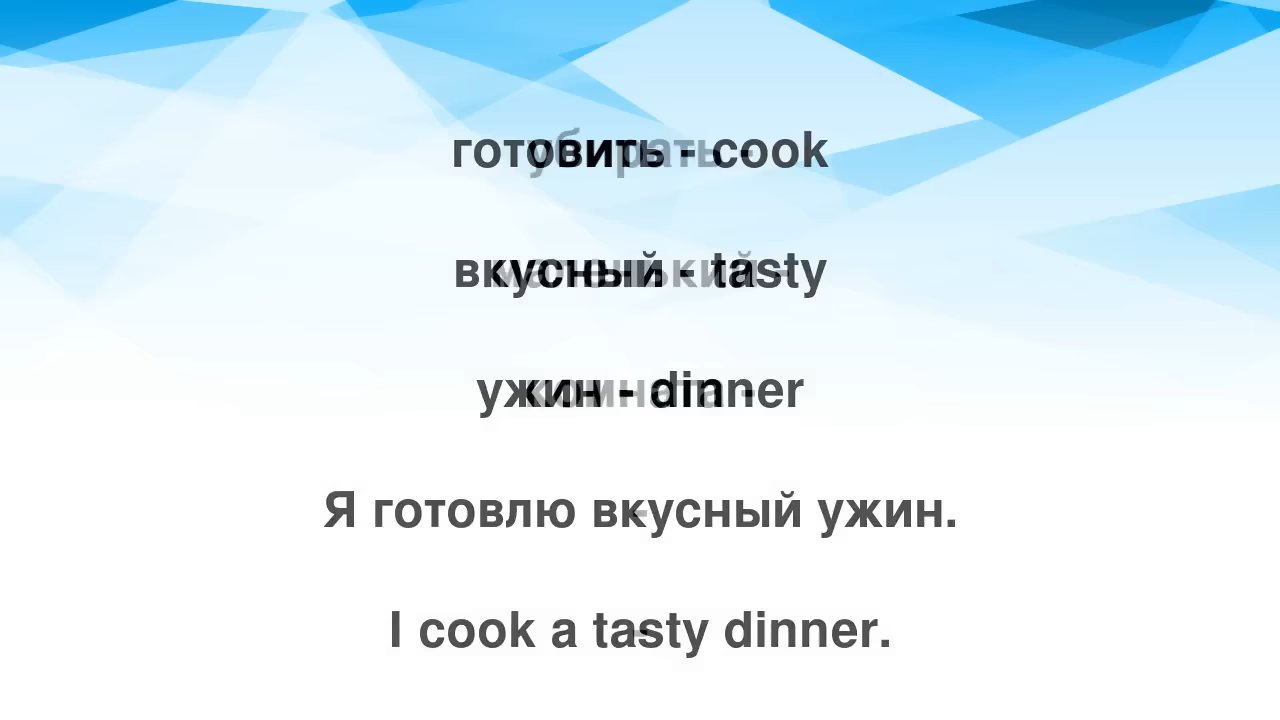 готовить - cook
вкусный - tasty
ужин - dinner
Я готовлю вкусный ужин.
I cook a tasty dinner.